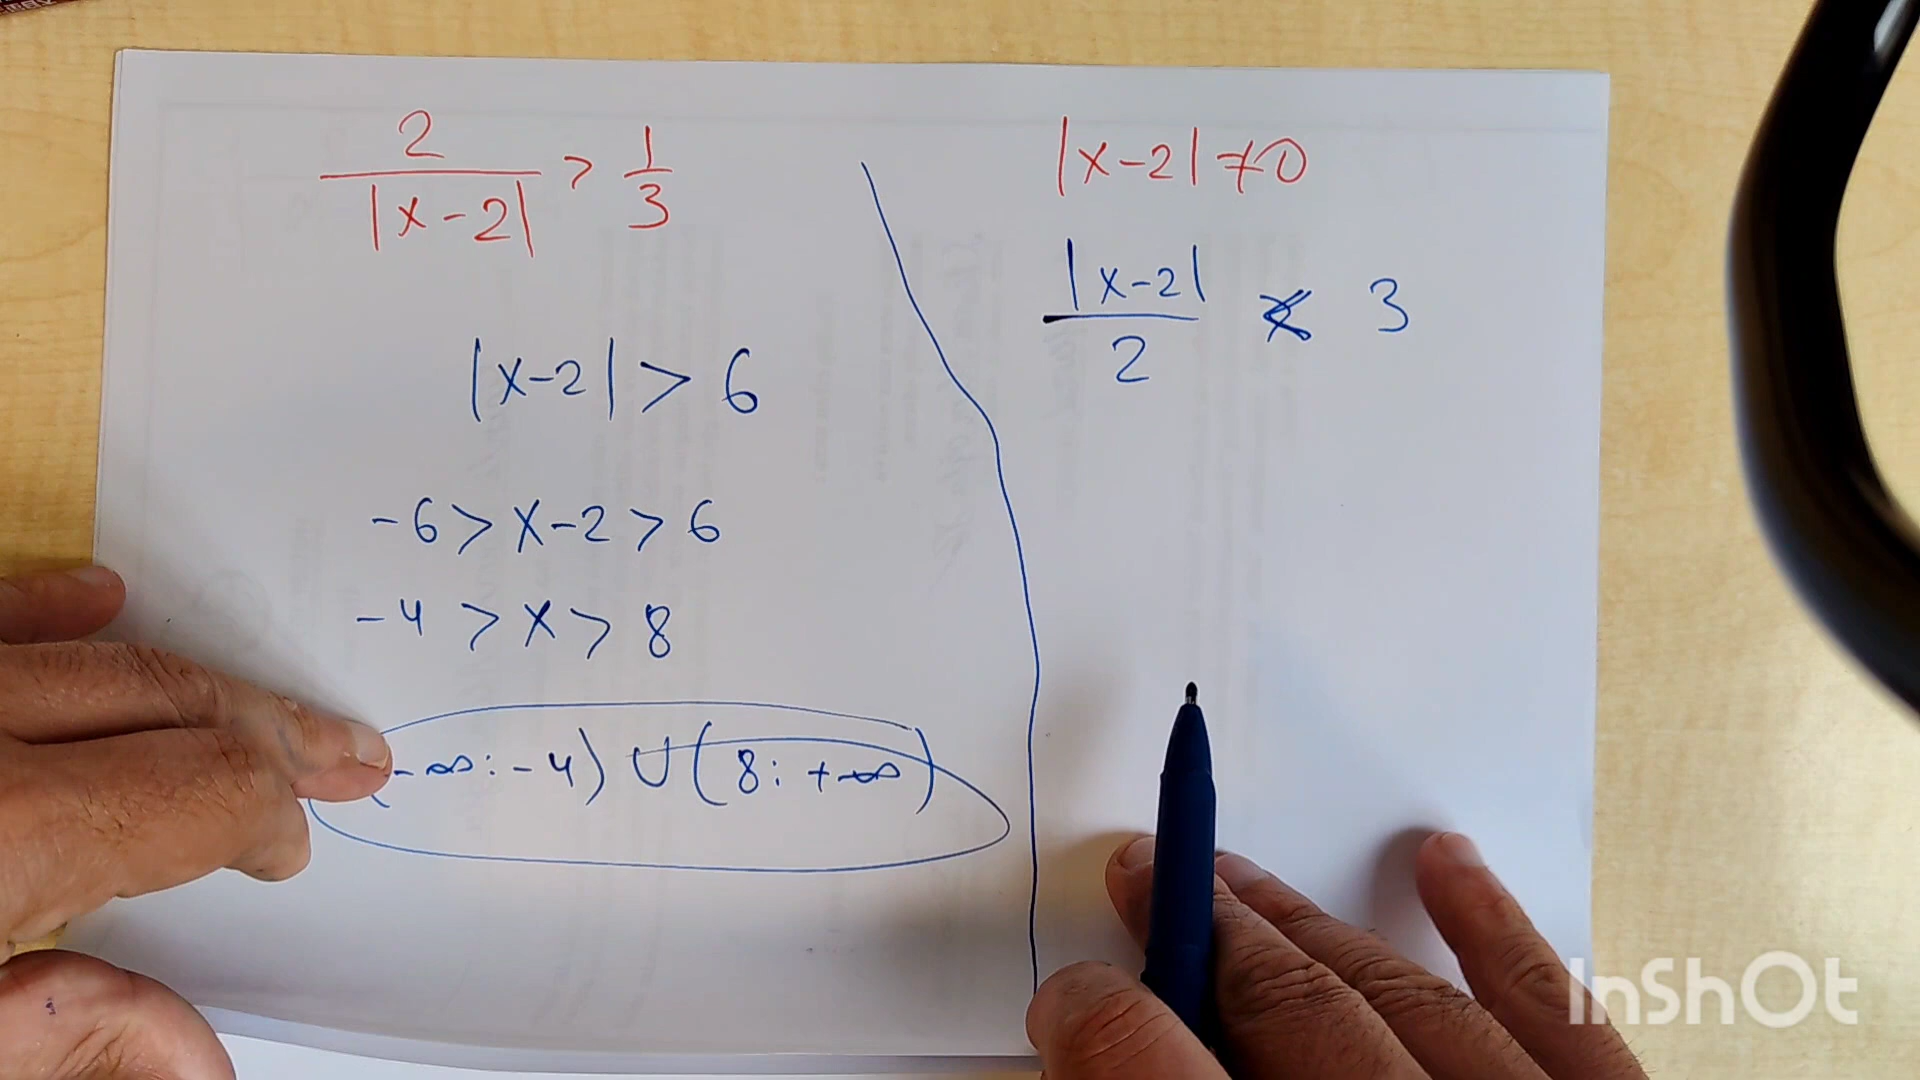 2/|x-2| > 1/3
|x-2| > 6
-6 > x-2 > 6
-4 > x > 8
(-∞: -4) ∪ (8: +∞)
|x-2| ≠ 0
|x-2|/2 < 3
InShOt